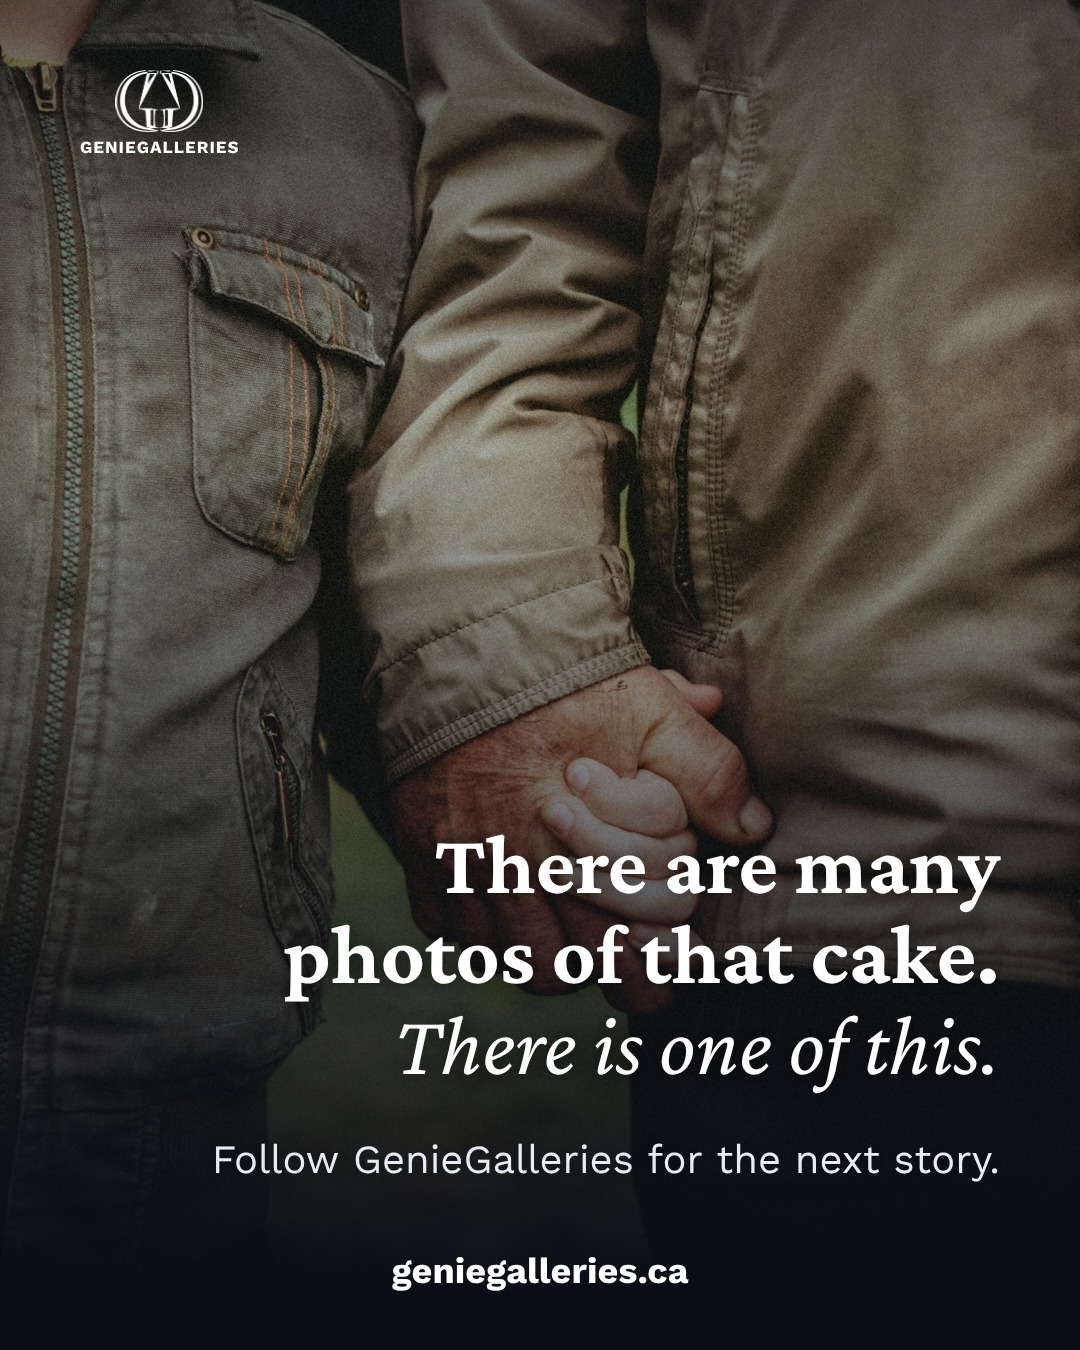 GENIEGALLERIES
There are many
photos of that cake.
There is one of this.
Follow GenieGalleries for the next story.
geniegalleries.ca